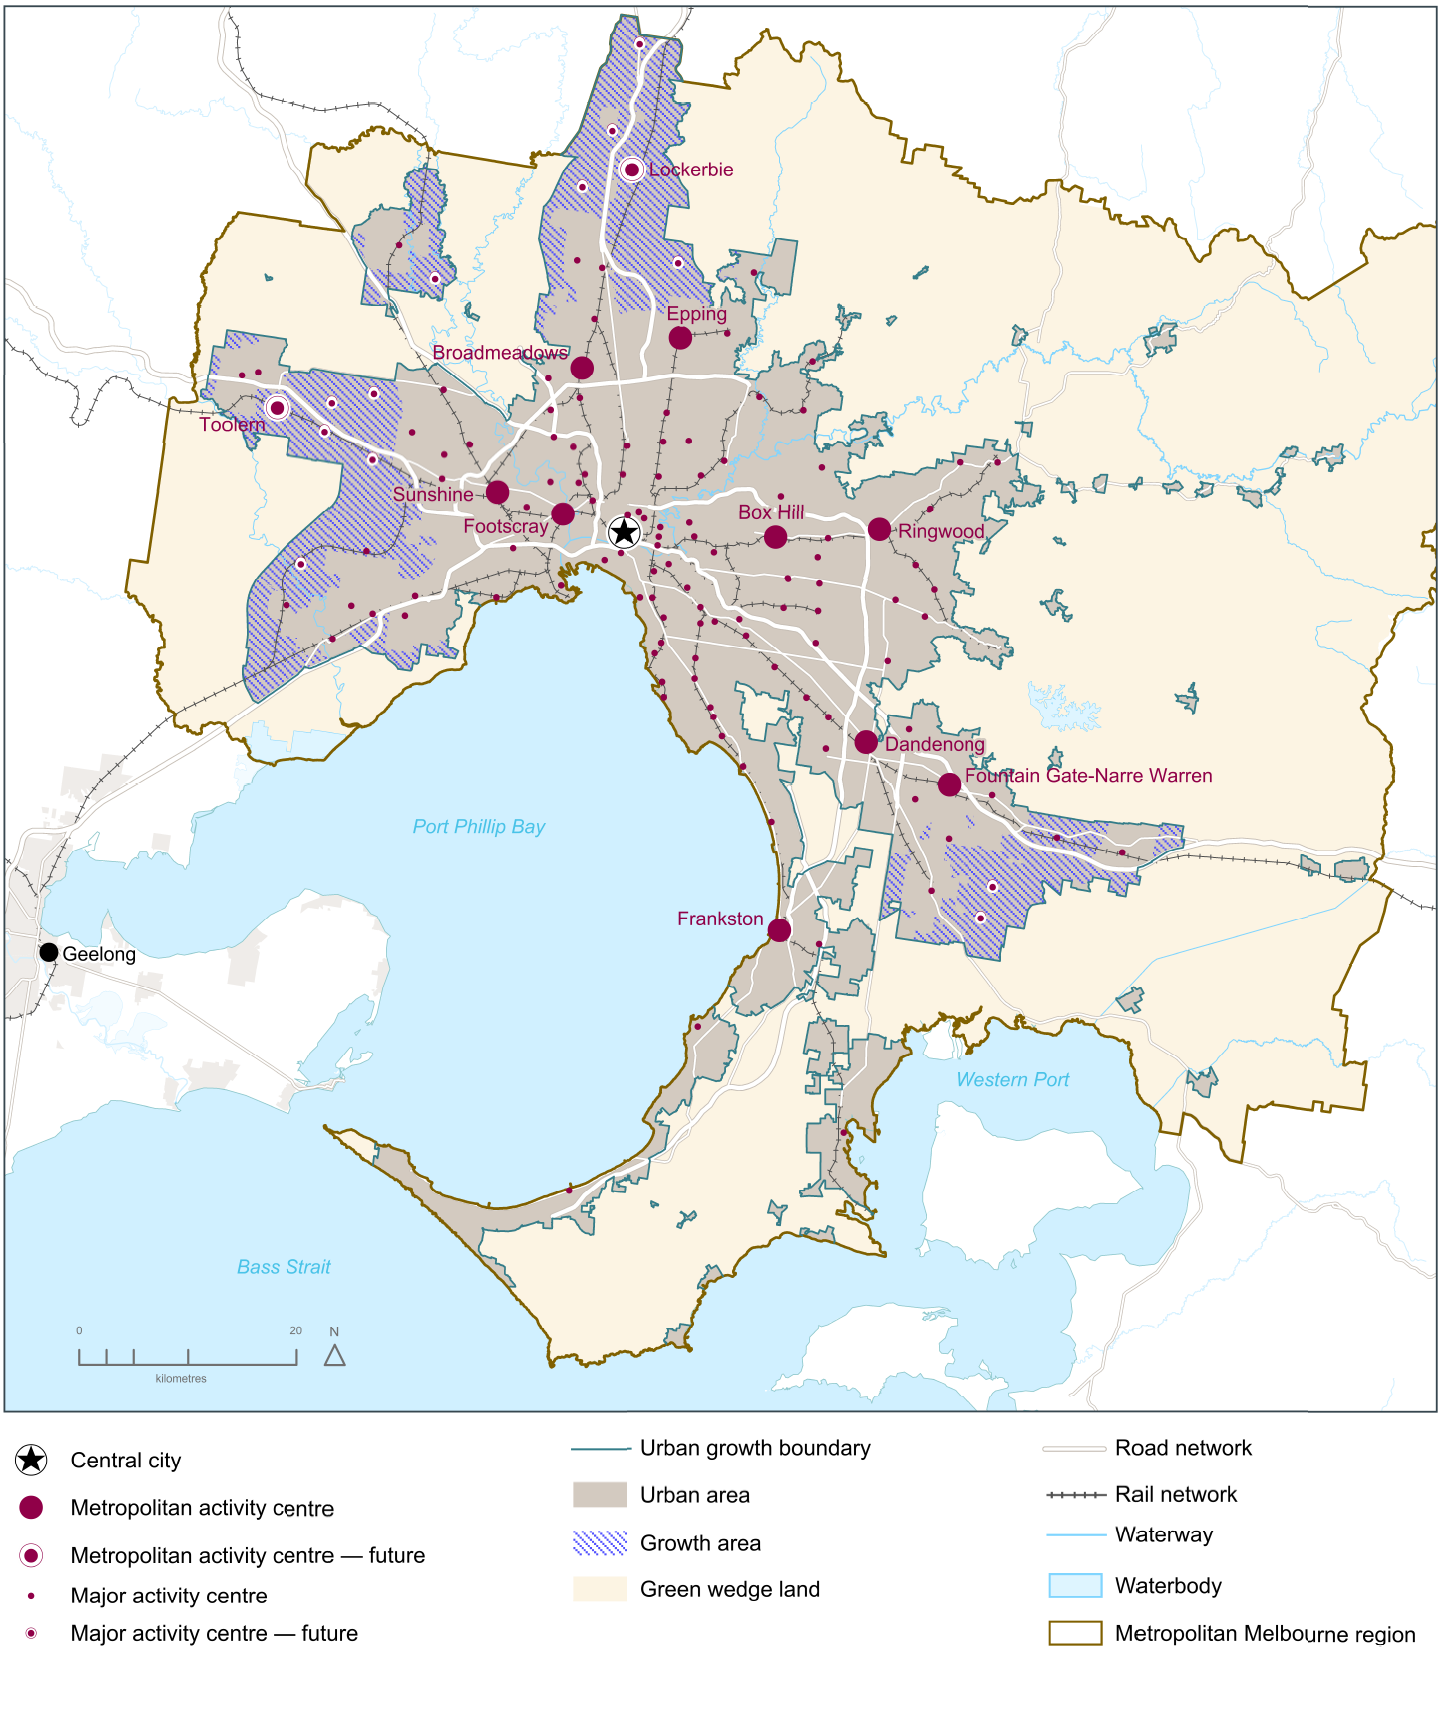 Lockerbie
Epping
Broadmeadows
Toolern
Sunshine
Footscray
Box Hill
Ringwood
Dandenong
Fountain Gate-Narre Warren
Port Phillip Bay
Frankston
Geelong
Western Port
Bass Strait
0 20 N
kilometres
Central city
Metropolitan activity centre
Metropolitan activity centre — future
Major activity centre
Major activity centre — future
Urban growth boundary
Urban area
Growth area
Green wedge land
Road network
Rail network
Waterway
Waterbody
Metropolitan Melbourne region